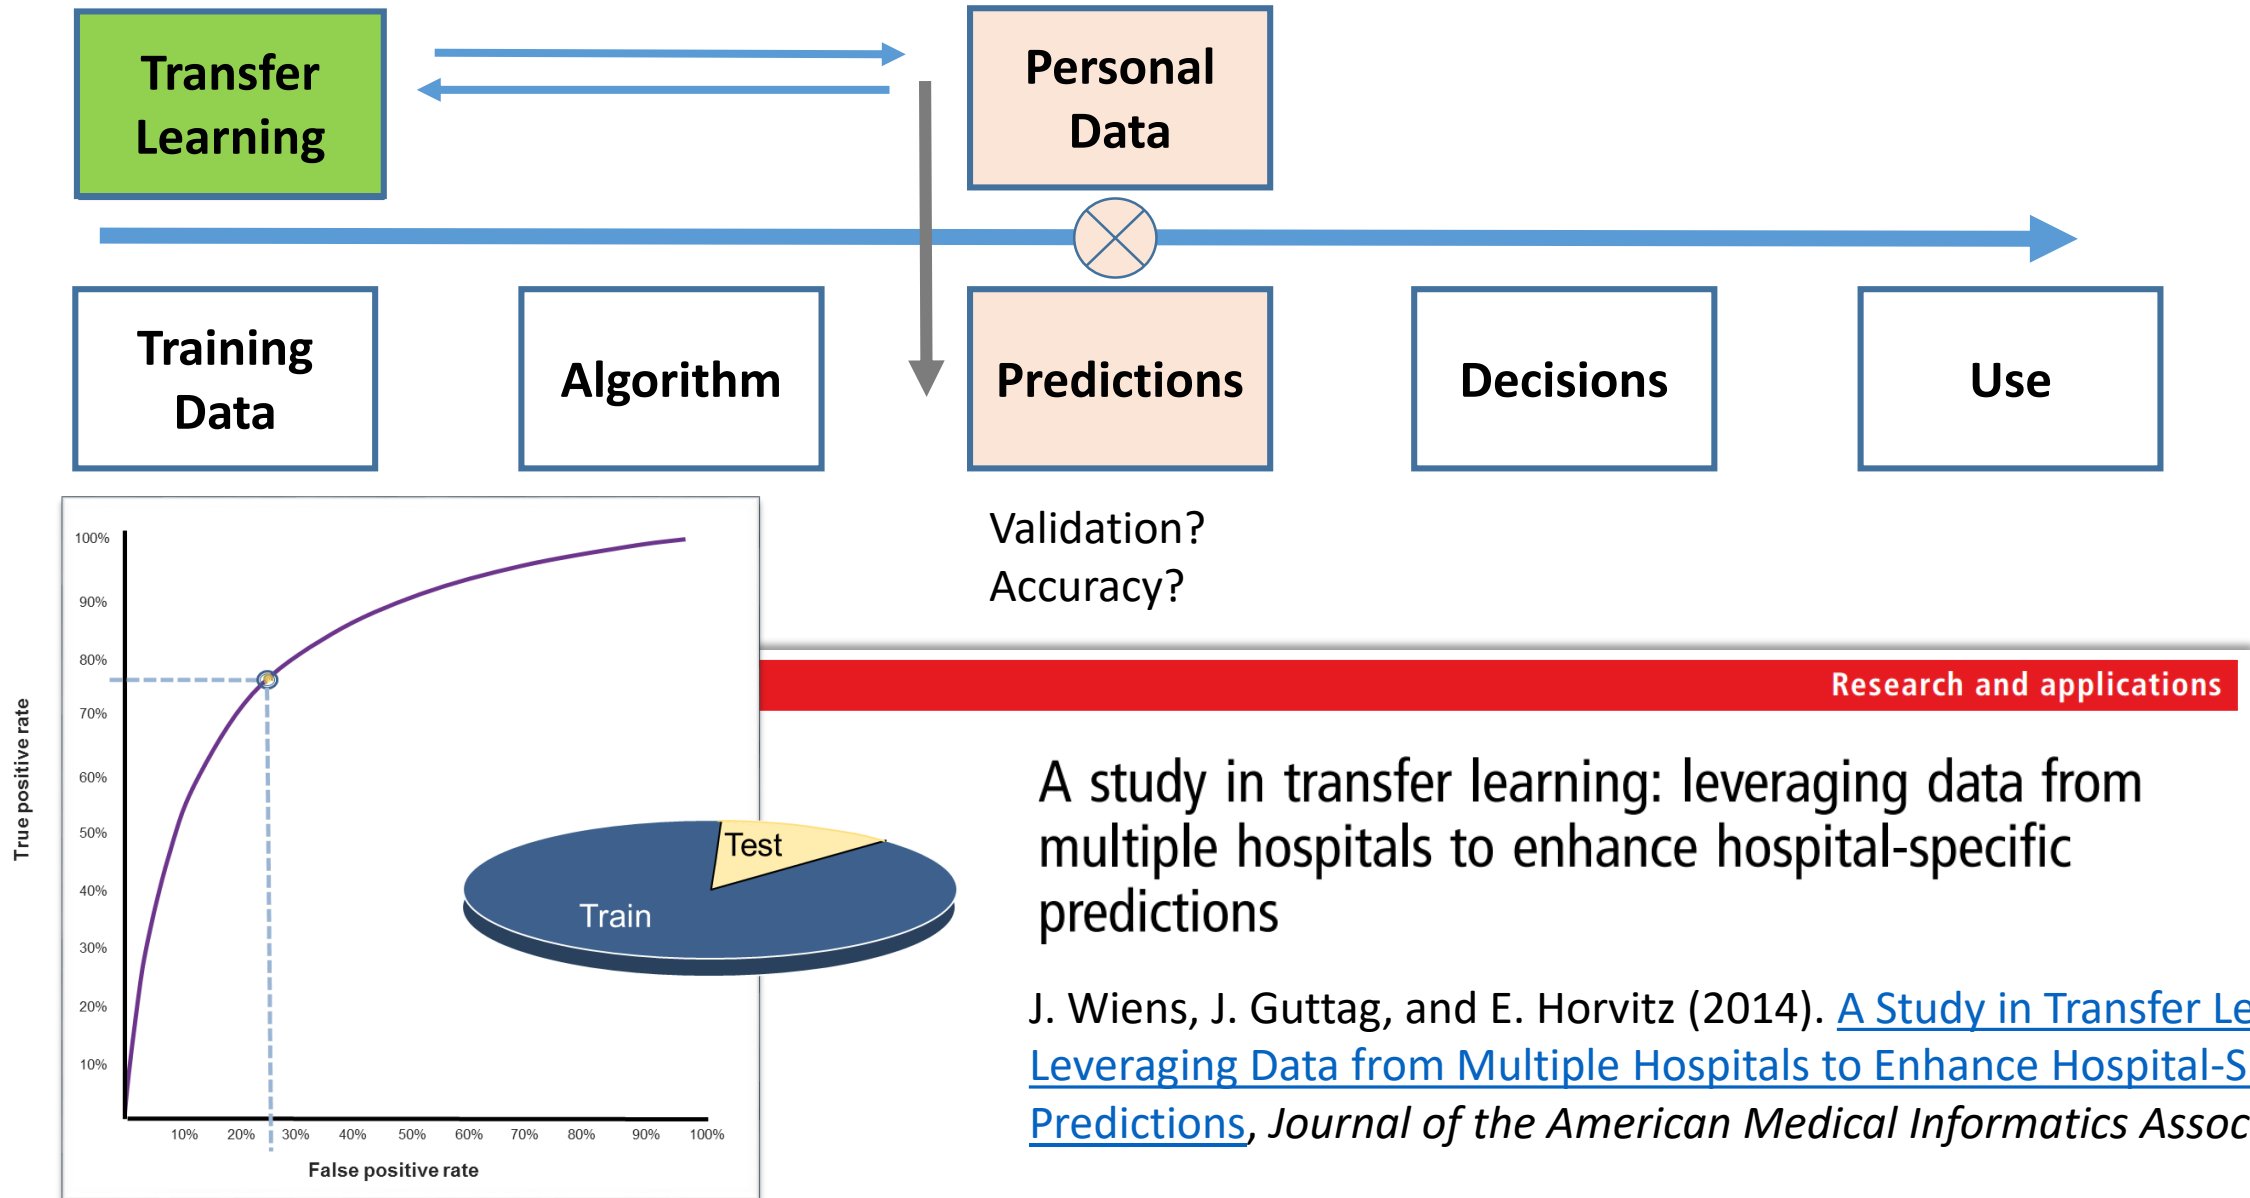 Transfer
Learning
Personal
Data
Training
Data
Algorithm
Predictions
Decisions
Use
Validation?
Accuracy?
100%
90%
80%
70%
60%
50%
40%
30%
20%
10%
True positive rate
10% 20% 30% 40% 50% 60% 70% 80% 90% 100%
False positive rate
Test
Train
Research and applications
A study in transfer learning: leveraging data from
multiple hospitals to enhance hospital-specific
predictions
J. Wiens, J. Guttag, and E. Horvitz (2014). A Study in Transfer Le
Leveraging Data from Multiple Hospitals to Enhance Hospital-S
Predictions, Journal of the American Medical Informatics Assoc